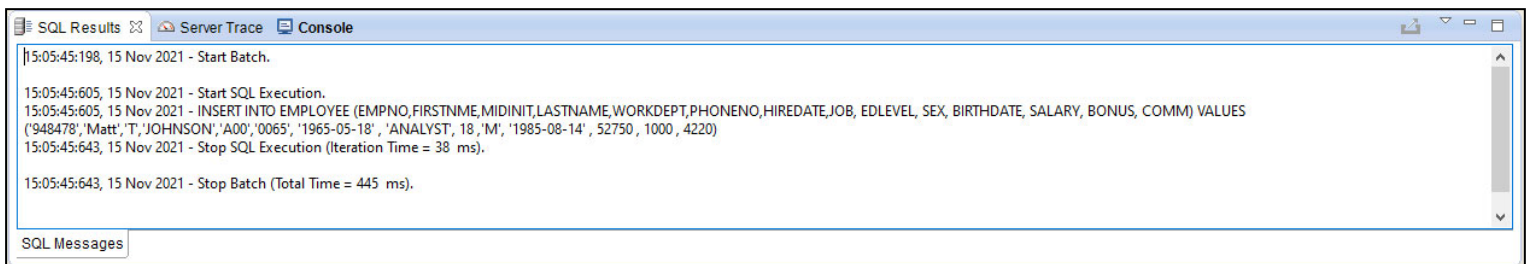 SQL Results Server Trace Console
15:05:45:198, 15 Nov 2021 - Start Batch.
15:05:45:605, 15 Nov 2021 - Start SQL Execution.
15:05:45:605, 15 Nov 2021 - INSERT INTO EMPLOYEE (EMPNO,FIRSTNME,MIDINIT,LASTNAME,WORKDEPT,PHONENO,HIREDATE,JOB, EDLEVEL, SEX, BIRTHDATE, SALARY, BONUS, COMM) VALUES
('948478','Matt','T','JOHNSON','A00','0065', '1965-05-18' , 'ANALYST', 18 ,'M', '1985-08-14' , 52750 , 1000 , 4220)
15:05:45:643, 15 Nov 2021 - Stop SQL Execution (Iteration Time = 38  ms).
15:05:45:643, 15 Nov 2021 - Stop Batch (Total Time = 445  ms).
SQL Messages